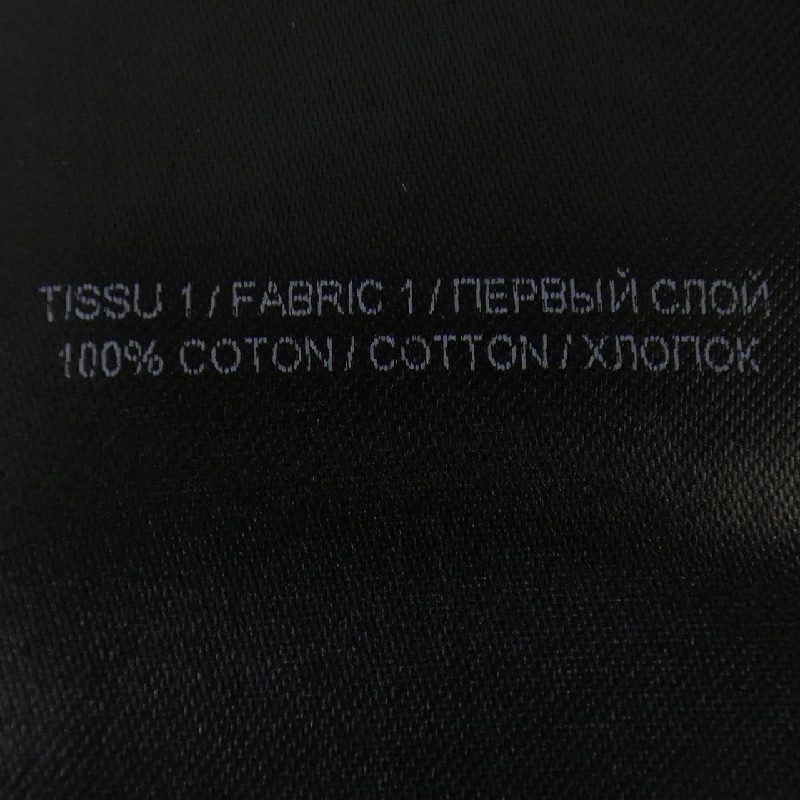 TISSU 1 / FABRIC 1 / ПЕРВЫЙ СЛОЙ
100% COTON / COTTON / ХЛОПОК